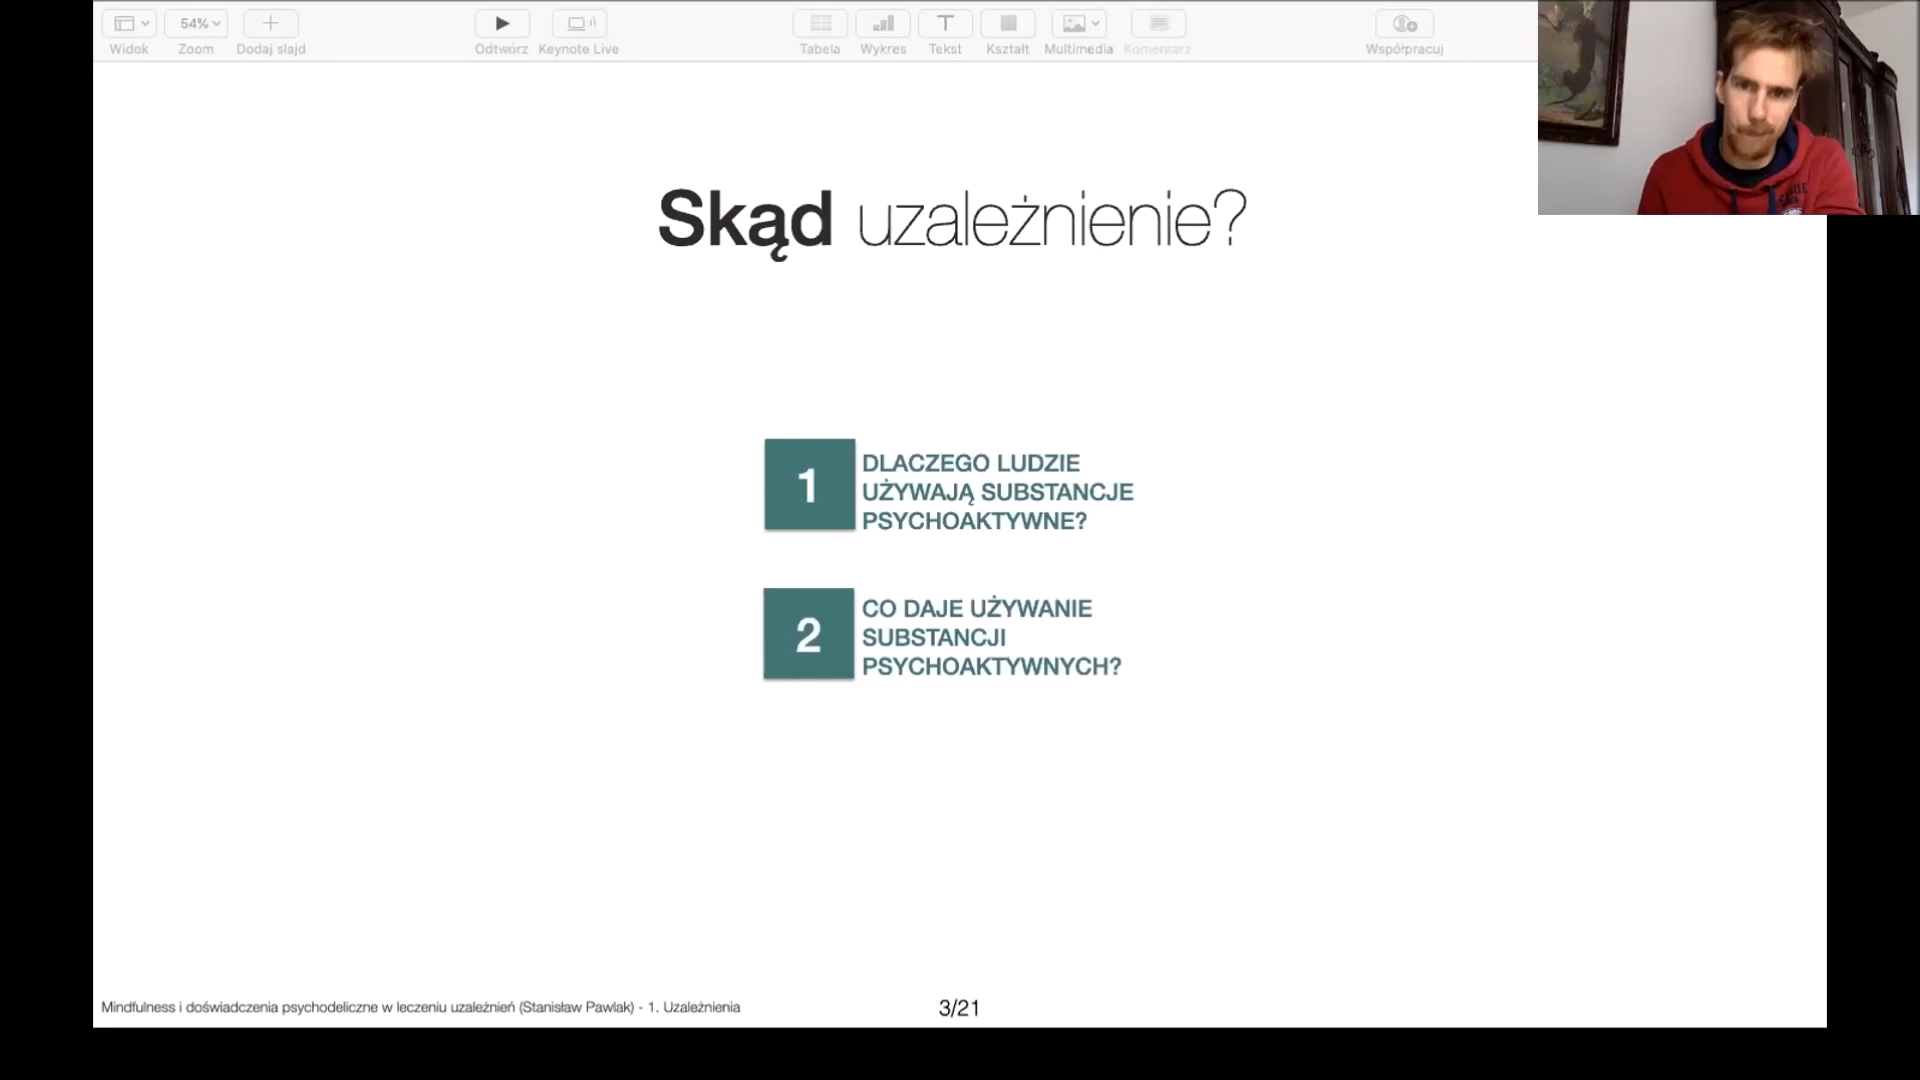 54%
Widok
Zoom
Dodaj slajd
Odtwórz
Keynote Live
Tabela
Wykres
Tekst
Kształt
Multimedia
Komentarz
Współpracuj
Skąd uzależnienie?
1
DLACZEGO LUDZIE
UŻYWAJĄ SUBSTANCJE
PSYCHOAKTYWNE?
2
CO DAJE UŻYWANIE
SUBSTANCJI
PSYCHOAKTYWNYCH?
Mindfulness i doświadczenia psychodeliczne w leczeniu uzależnień (Stanisław Pawlak) - 1. Uzależnienia
3/21